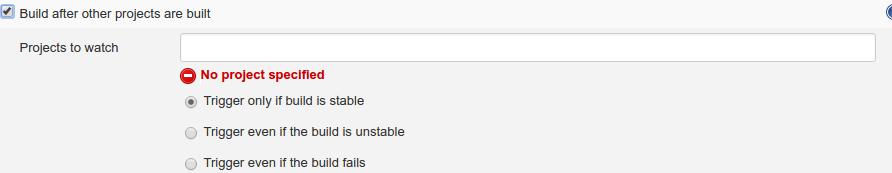 Build after other projects are built
Projects to watch
No project specified
Trigger only if build is stable
Trigger even if the build is unstable
Trigger even if the build fails